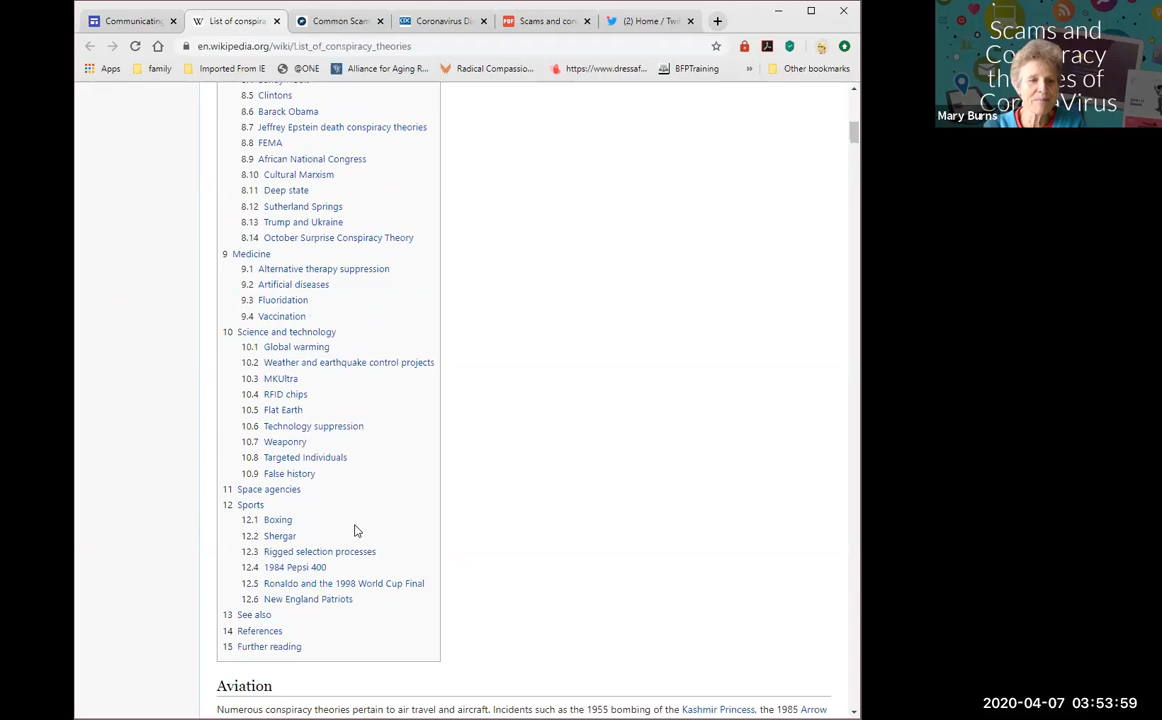 Communicating
List of conspira
Common Scam
Coronavirus Di
Scams and con
(2) Home / Twit
en.wikipedia.org/wiki/List_of_conspiracy_theories
Apps
family
Imported From IE
@ONE
Alliance for Aging R...
Radical Compassio...
https://www.dressaf...
BFPTraining
»
Other bookmarks
8.5 Clintons
8.6 Barack Obama
8.7 Jeffrey Epstein death conspiracy theories
8.8 FEMA
8.9 African National Congress
8.10 Cultural Marxism
8.11 Deep state
8.12 Sutherland Springs
8.13 Trump and Ukraine
8.14 October Surprise Conspiracy Theory
9 Medicine
9.1 Alternative therapy suppression
9.2 Artificial diseases
9.3 Fluoridation
9.4 Vaccination
10 Science and technology
10.1 Global warming
10.2 Weather and earthquake control projects
10.3 MKUltra
10.4 RFID chips
10.5 Flat Earth
10.6 Technology suppression
10.7 Weaponry
10.8 Targeted Individuals
10.9 False history
11 Space agencies
12 Sports
12.1 Boxing
12.2 Shergar
12.3 Rigged selection processes
12.4 1984 Pepsi 400
12.5 Ronaldo and the 1998 World Cup Final
12.6 New England Patriots
13 See also
14 References
15 Further reading
Aviation
Numerous conspiracy theories pertain to air travel and aircraft. Incidents such as the 1955 bombing of the Kashmir Princess, the 1985 Arrow
Scams and
Co
th es of
Co Virus
Mary Burns
2020-04-07 03:53:59